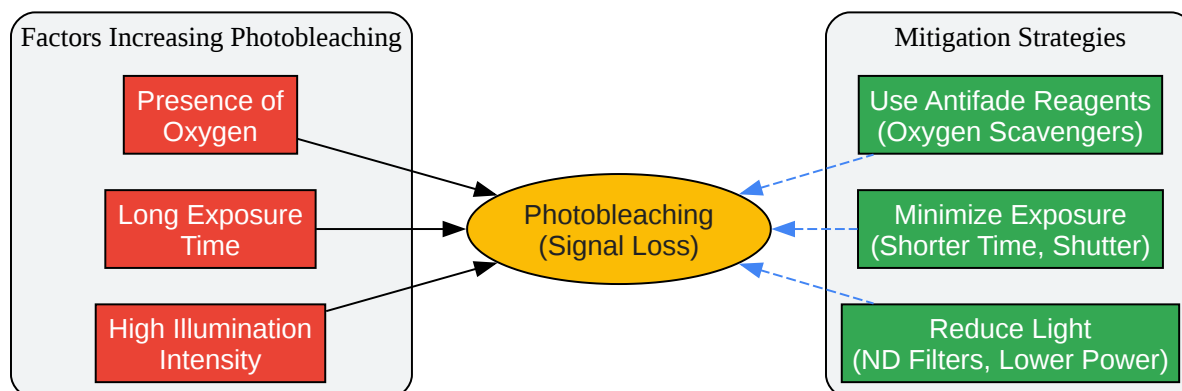 Factors Increasing Photobleaching
Presence of
Oxygen
Long Exposure
Time
High Illumination
Intensity
Photobleaching
(Signal Loss)
Mitigation Strategies
Use Antifade Reagents
(Oxygen Scavengers)
Minimize Exposure
(Shorter Time, Shutter)
Reduce Light
(ND Filters, Lower Power)